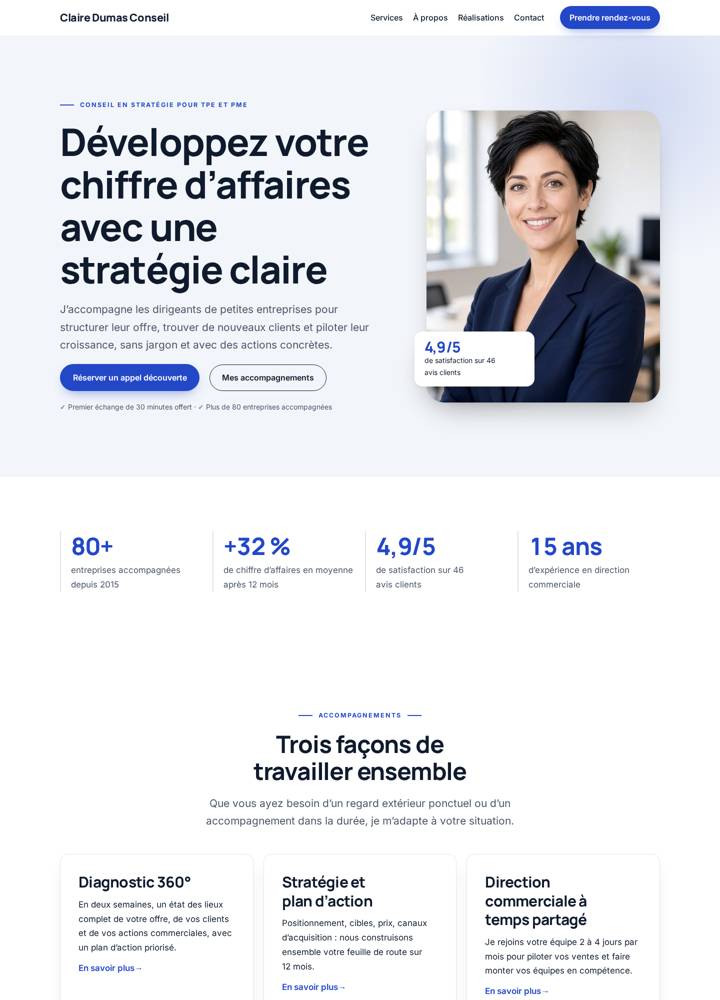 Claire Dumas Conseil
Services À propos Réalisations Contact Prendre rendez-vous
CONSEIL EN STRATÉGIE POUR TPE ET PME
Développez votre
chiffre d’affaires
avec une
stratégie claire
J’accompagne les dirigeants de petites entreprises pour
structurer leur offre, trouver de nouveaux clients et piloter leur
croissance, sans jargon et avec des actions concrètes.
Réserver un appel découverte Mes accompagnements
✓ Premier échange de 30 minutes offert · ✓ Plus de 80 entreprises accompagnées
4,9/5
de satisfaction sur 46
avis clients
80+
entreprises accompagnées
depuis 2015
+32 %
de chiffre d’affaires en moyenne
après 12 mois
4,9/5
de satisfaction sur 46
avis clients
15 ans
d’expérience en direction
commerciale
ACCOMPAGNEMENTS
Trois façons de
travailler ensemble
Que vous ayez besoin d’un regard extérieur ponctuel ou d’un
accompagnement dans la durée, je m’adapte à votre situation.
Diagnostic 360°
En deux semaines, un état des lieux
complet de votre offre, de vos clients
et de vos actions commerciales, avec
un plan d’action priorisé.
En savoir plus→
Stratégie et
plan d’action
Positionnement, cibles, prix, canaux
d’acquisition : nous construisons
ensemble votre feuille de route sur
12 mois.
En savoir plus→
Direction
commerciale à
temps partagé
Je rejoins votre équipe 2 à 4 jours par
mois pour piloter vos ventes et faire
monter vos équipes en compétence.
En savoir plus→